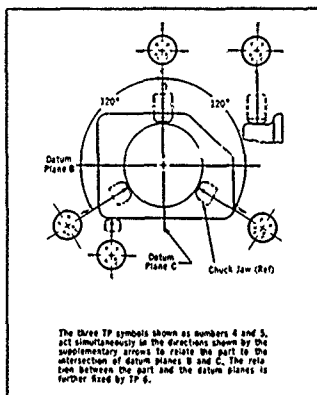 120°
120°
Datum
Plane B
Datum
Plane C
Chuck Jaw (Ref)
The three TP symbols shown as numbers 4 and 5,
act simultaneously in the directions shown by the
supplementary arrows to relate the part to the
intersection of datum planes B and C. The rela
tion between the part and the datum planes is
further fixed by TP 6.